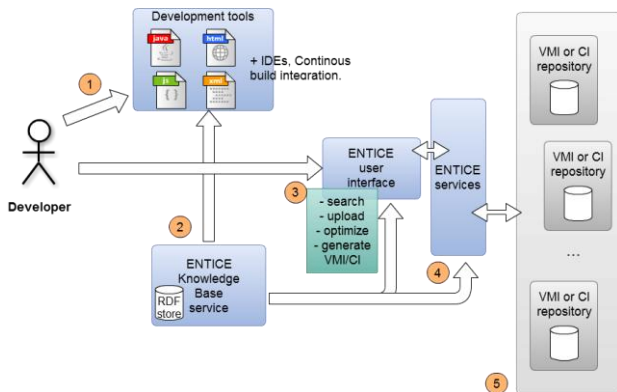 Development tools
java
html
js
xml
+ IDEs, Continous
build integration.
1
Developer
ENTICE
user
interface
3
- search
- upload
- optimize
- generate
VMI/CI
ENTICE
services
2
ENTICE
Knowledge
Base
service
RDF
store
4
VMI or CI
repository
VMI or CI
repository
...
VMI or CI
repository
5